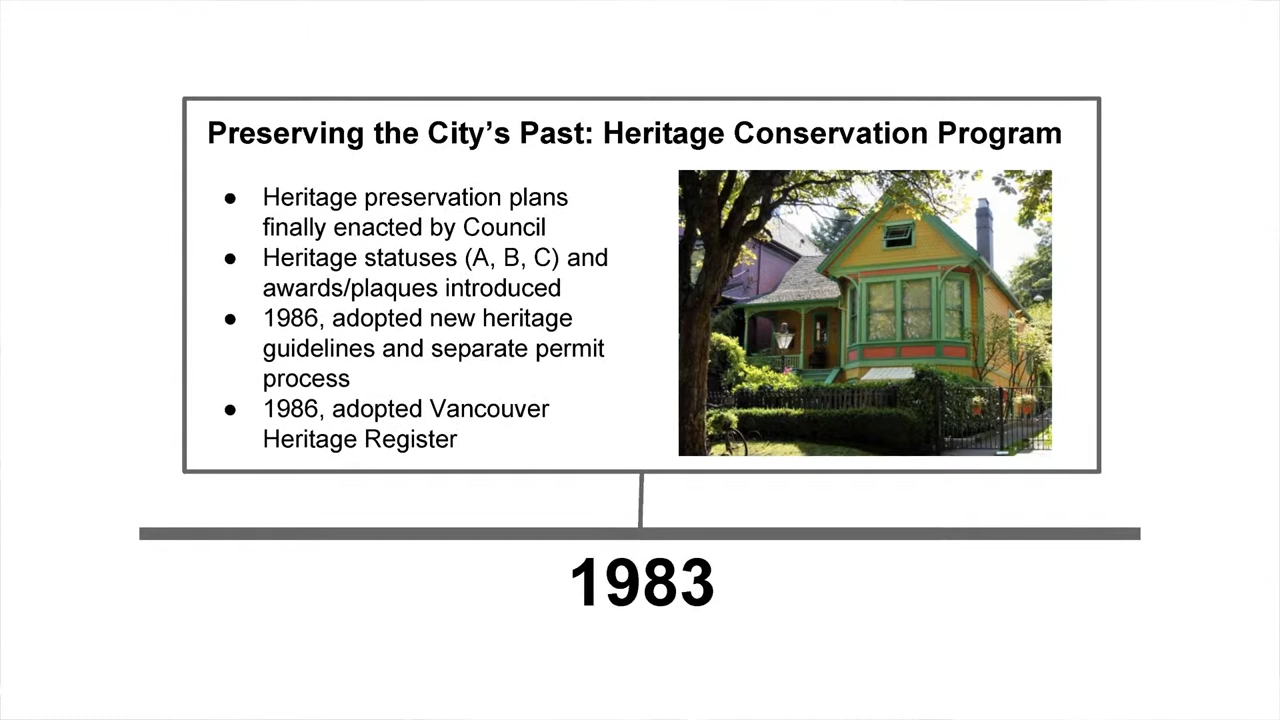 Preserving the City’s Past: Heritage Conservation Program
● Heritage preservation plans
finally enacted by Council
● Heritage statuses (A, B, C) and
awards/plaques introduced
● 1986, adopted new heritage
guidelines and separate permit
process
● 1986, adopted Vancouver
Heritage Register
1983